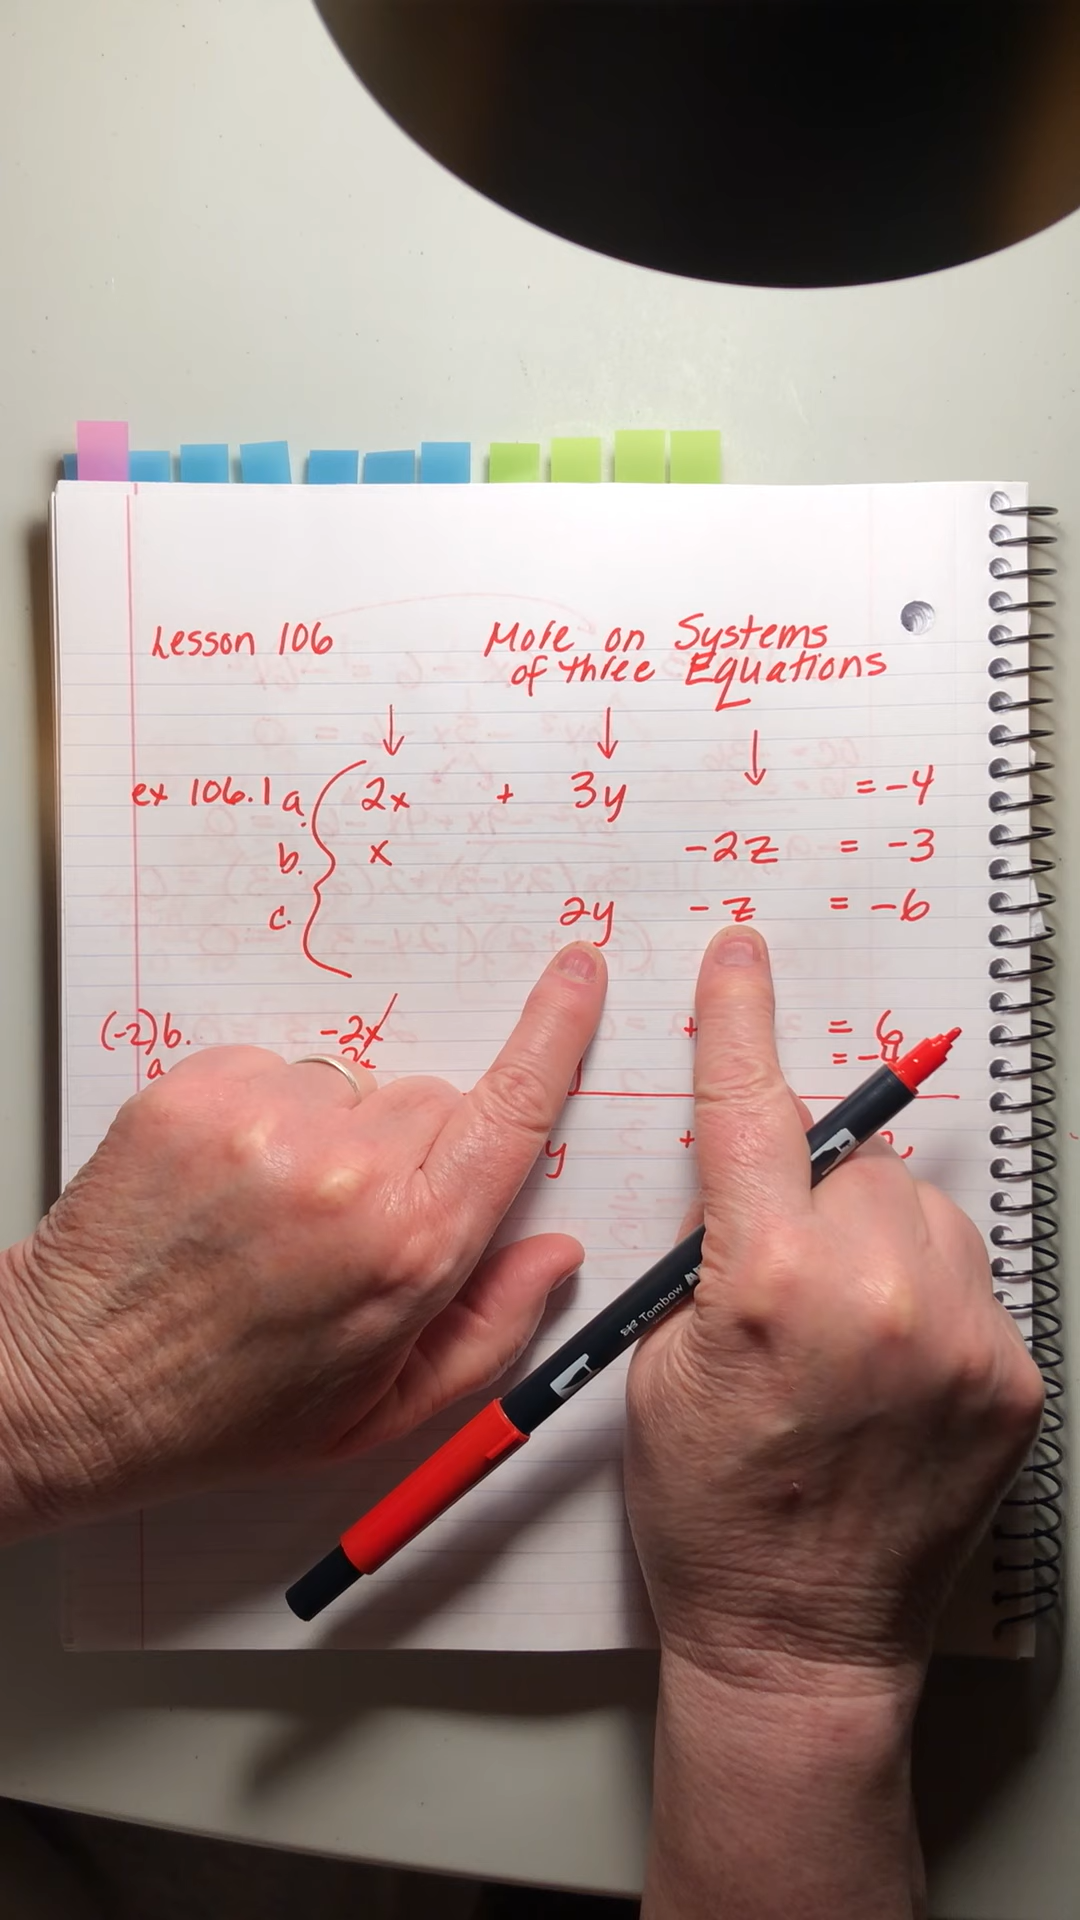 Lesson 106 More on Systems
of three Equations
ex 106.1 a. 2x + 3y = -4
b. x -2z = -3
c. 2y - z = -6
(-2)b. -2x + = 6
a
y +
Tombow